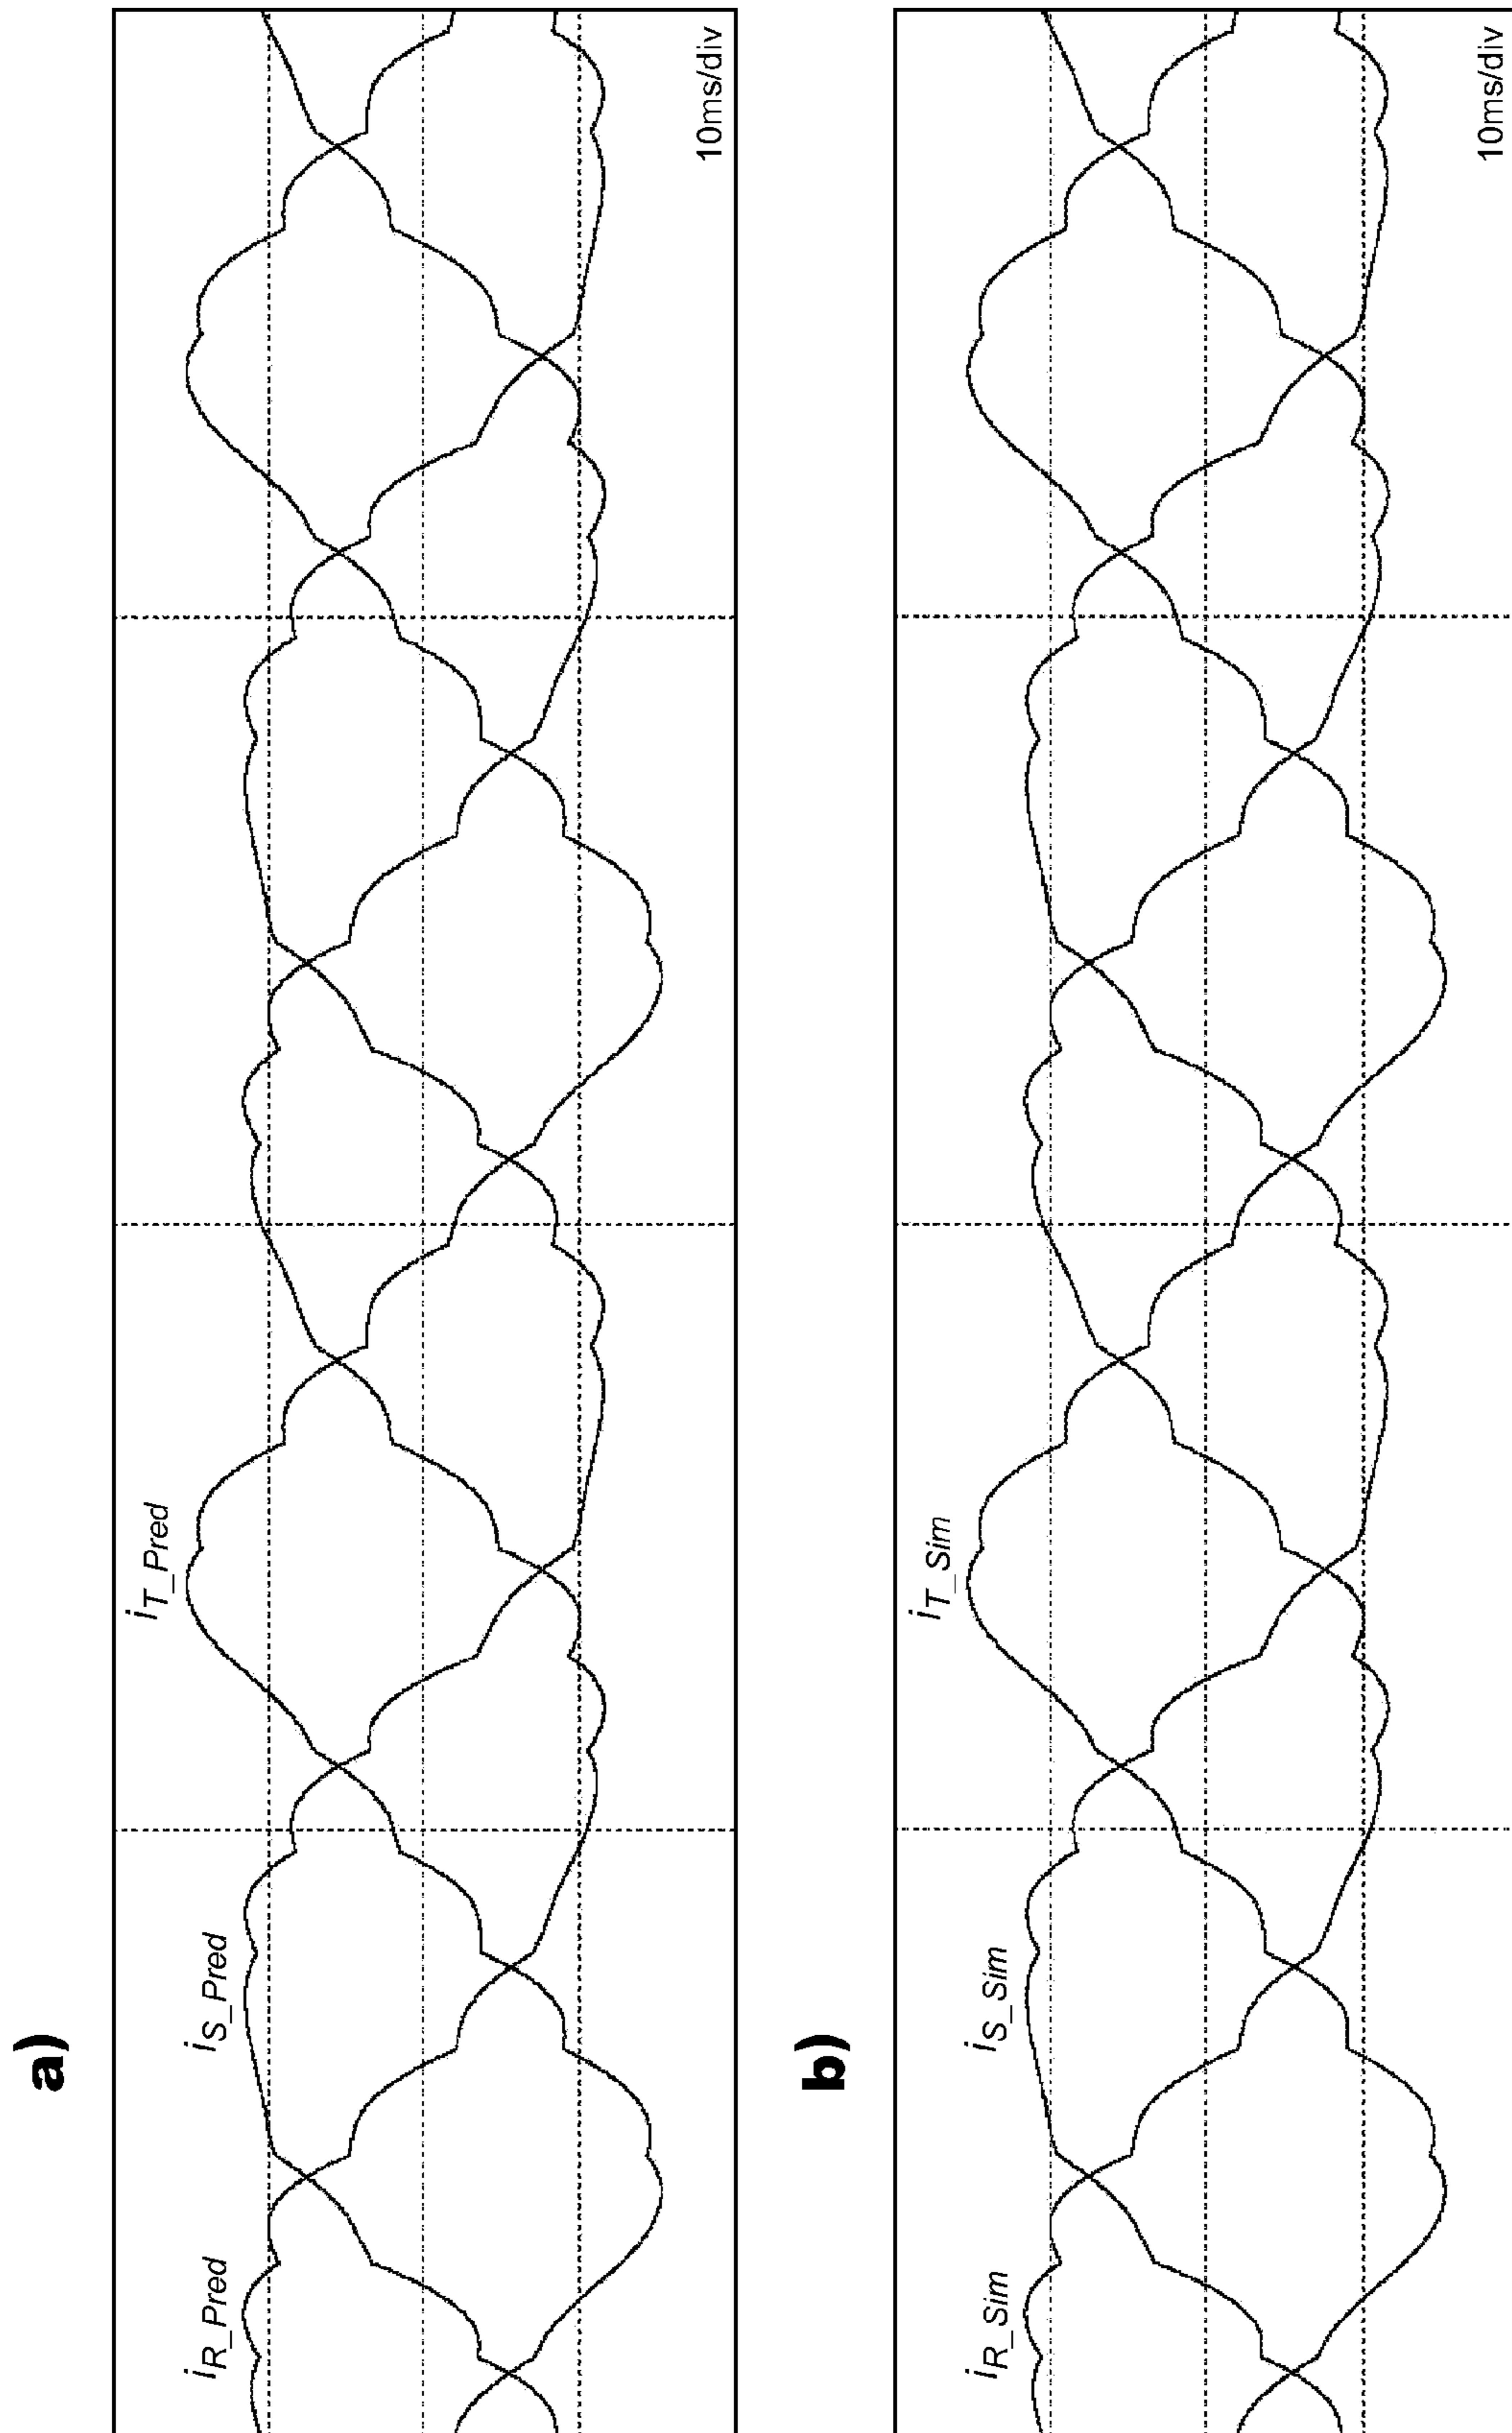 a)
i_R_Pred
i_S_Pred
i_T_Pred
10ms/div
b)
i_R_Sim
i_S_Sim
i_T_Sim
10ms/div